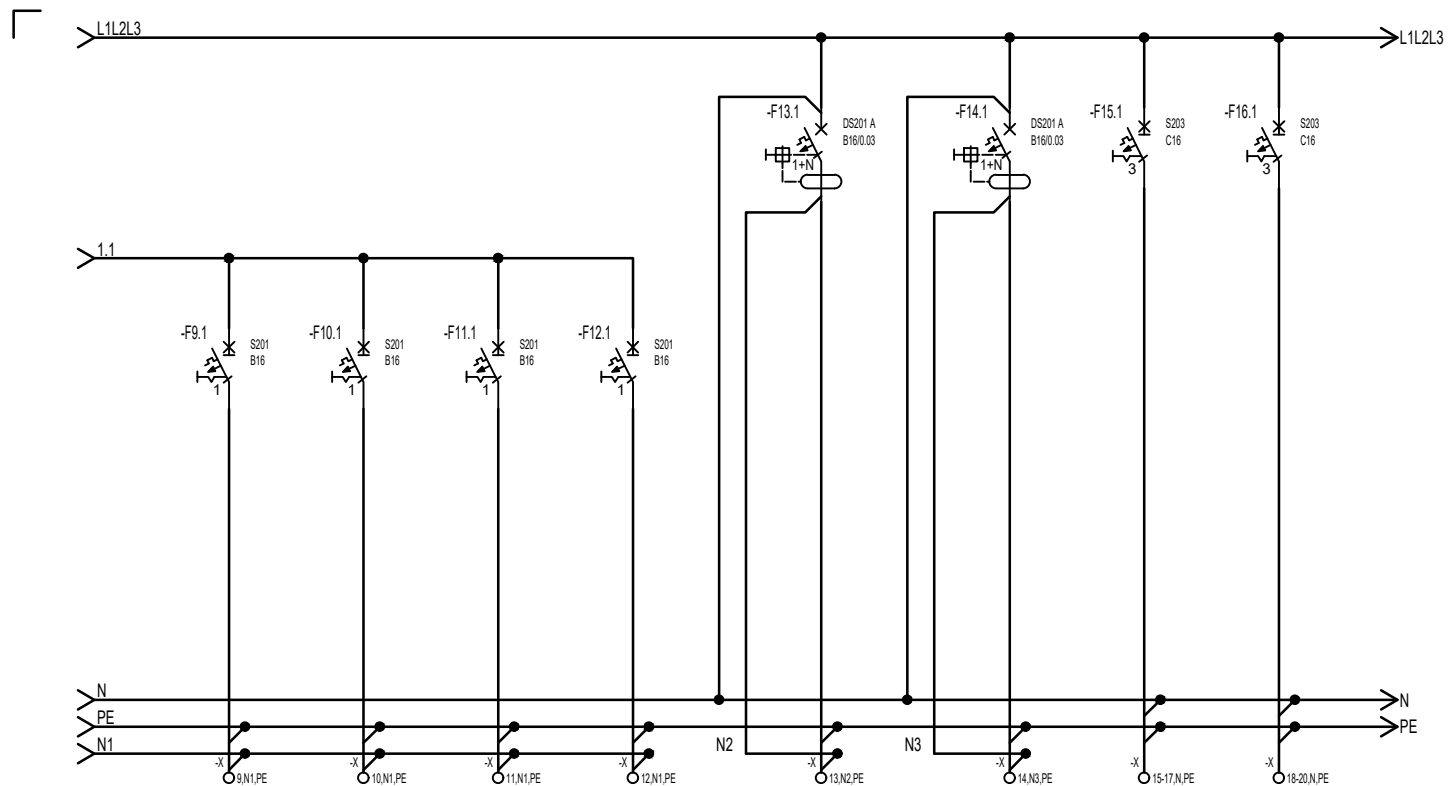 L1L2L3
L1L2L3
-F13.1
DS201 A
B16/0.03
1+N
-F14.1
DS201 A
B16/0.03
1+N
-F15.1
S203
C16
3
-F16.1
S203
C16
3
1.1
-F9.1
S201
B16
1
-F10.1
S201
B16
1
-F11.1
S201
B16
1
-F12.1
S201
B16
1
N
N
PE
PE
N1
N2
N3
-X
-X
-X
-X
-X
-X
-X
-X
9,N1,PE
10,N1,PE
11,N1,PE
12,N1,PE
13,N2,PE
14,N3,PE
15-17,N,PE
18-20,N,PE